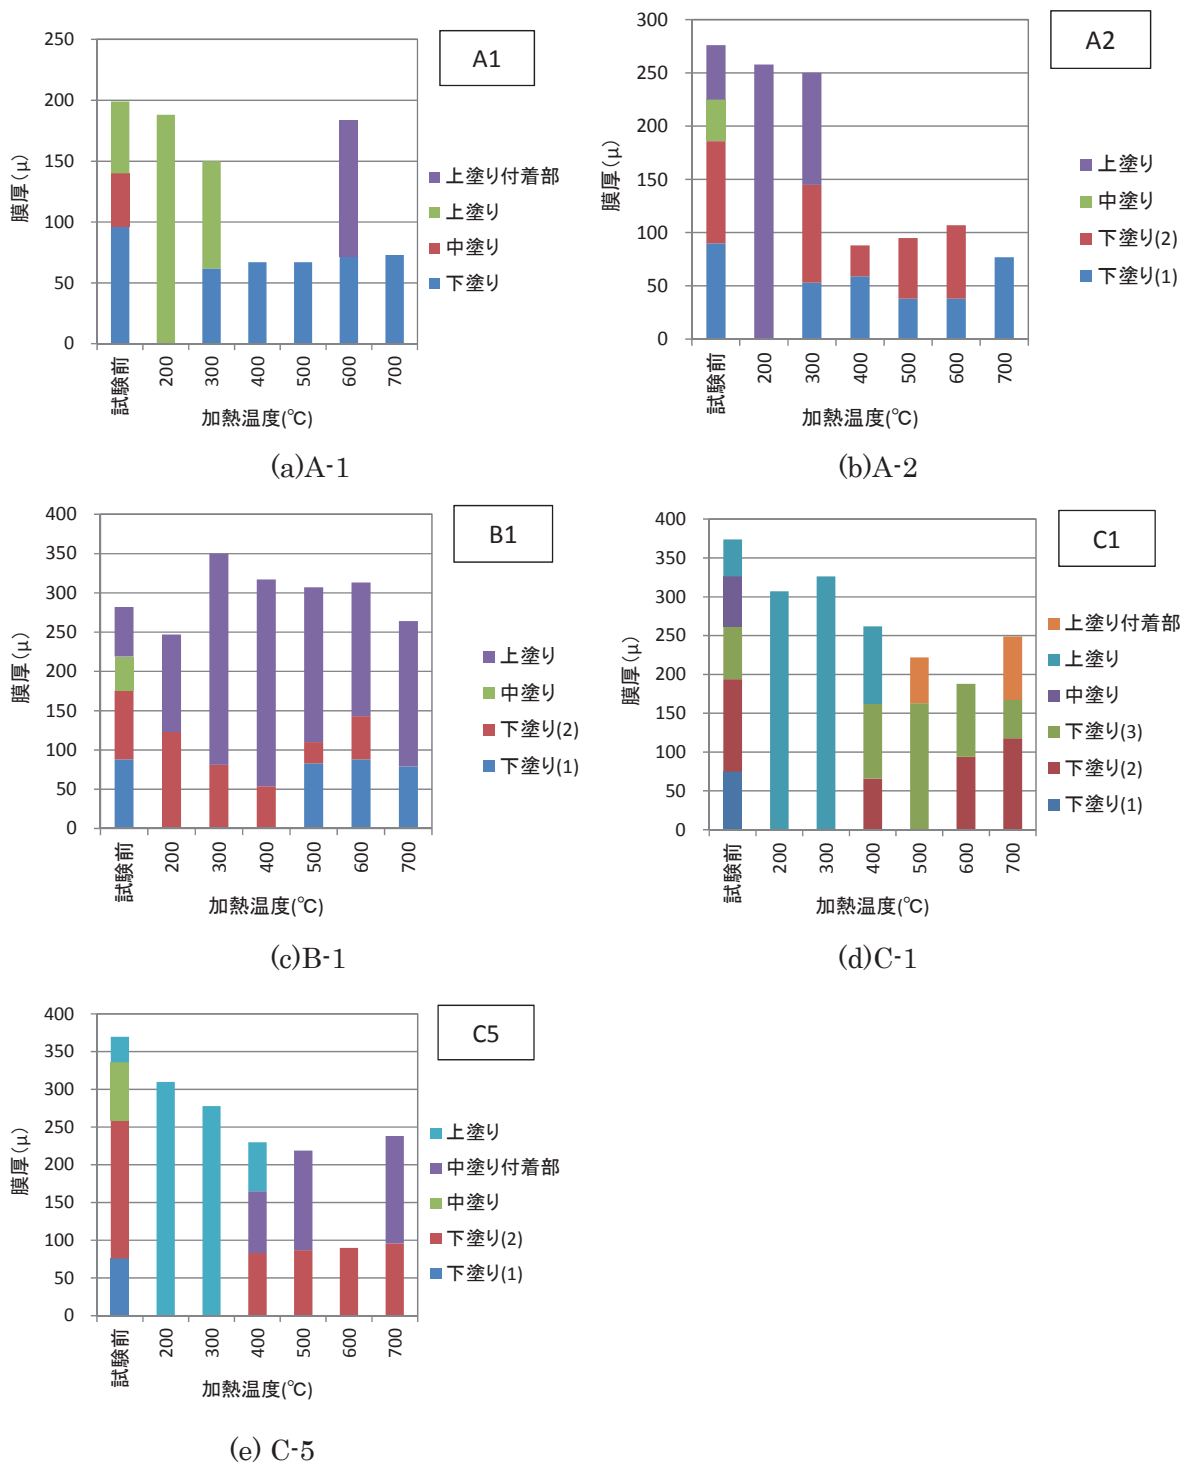 A1
250
200
150
100
50
0
膜厚(μ)
試験前
200
300
400
500
600
700
加熱温度(℃)
上塗り付着部
上塗り
中塗り
下塗り
(a)A-1
A2
300
250
200
150
100
50
0
膜厚(μ)
試験前
200
300
400
500
600
700
加熱温度(℃)
上塗り
中塗り
下塗り(2)
下塗り(1)
(b)A-2
B1
400
350
300
250
200
150
100
50
0
膜厚(μ)
試験前
200
300
400
500
600
700
加熱温度(℃)
上塗り
中塗り
下塗り(2)
下塗り(1)
(c)B-1
C1
400
350
300
250
200
150
100
50
0
膜厚(μ)
試験前
200
300
400
500
600
700
加熱温度(℃)
上塗り付着部
上塗り
中塗り
下塗り(3)
下塗り(2)
下塗り(1)
(d)C-1
C5
400
350
300
250
200
150
100
50
0
膜厚(μ)
試験前
200
300
400
500
600
700
加熱温度(℃)
上塗り
中塗り付着部
中塗り
下塗り(2)
下塗り(1)
(e) C-5